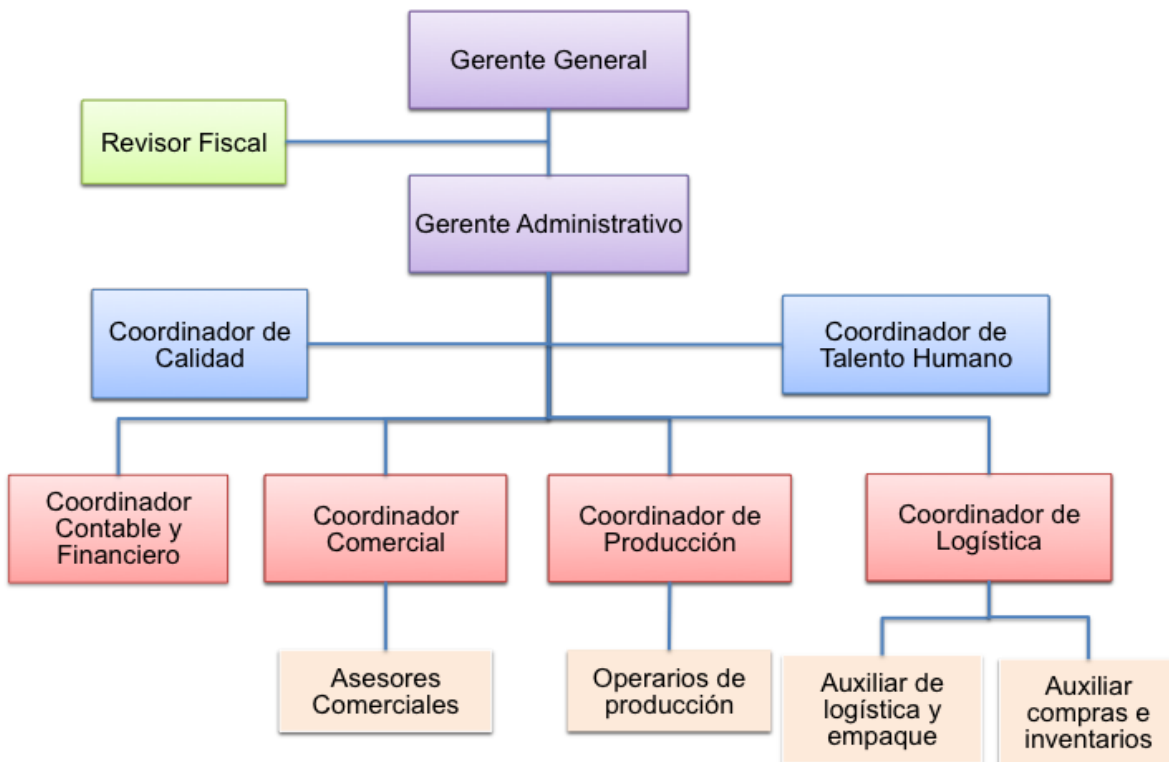 Gerente General
Revisor Fiscal
Gerente Administrativo
Coordinador de
Calidad
Coordinador de
Talento Humano
Coordinador
Contable y
Financiero
Coordinador
Comercial
Coordinador de
Producción
Coordinador de
Logística
Asesores
Comerciales
Operarios de
producción
Auxiliar de
logística y
empaque
Auxiliar
compras e
inventarios